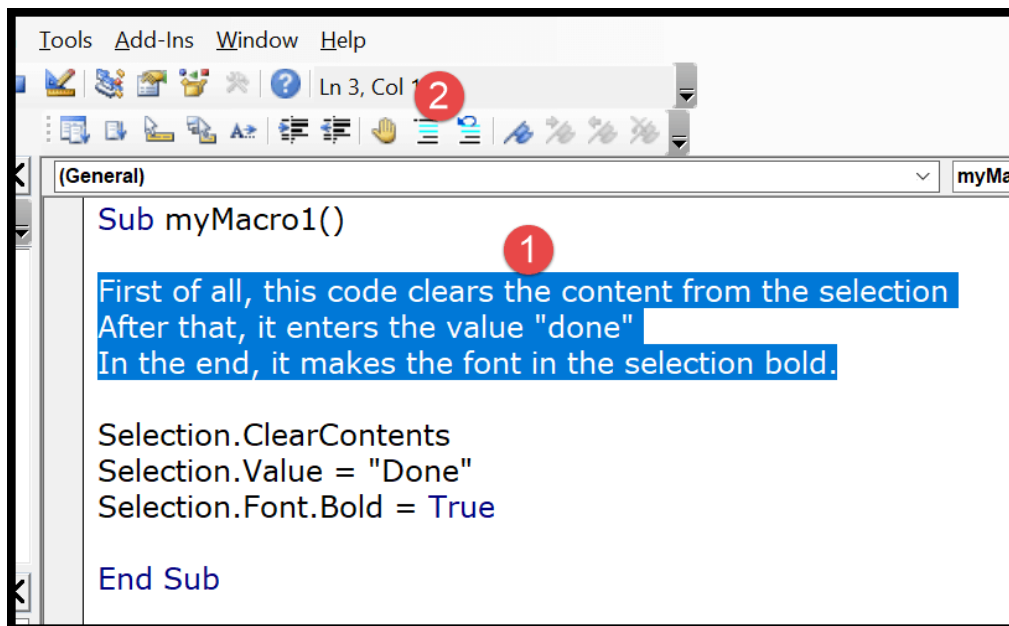 Tools Add-Ins Window Help
Ln 3, Col
2
A
(General) myMa
Sub myMacro1()
1
First of all, this code clears the content from the selection
After that, it enters the value "done"
In the end, it makes the font in the selection bold.
Selection.ClearContents
Selection.Value = "Done"
Selection.Font.Bold = True
End Sub